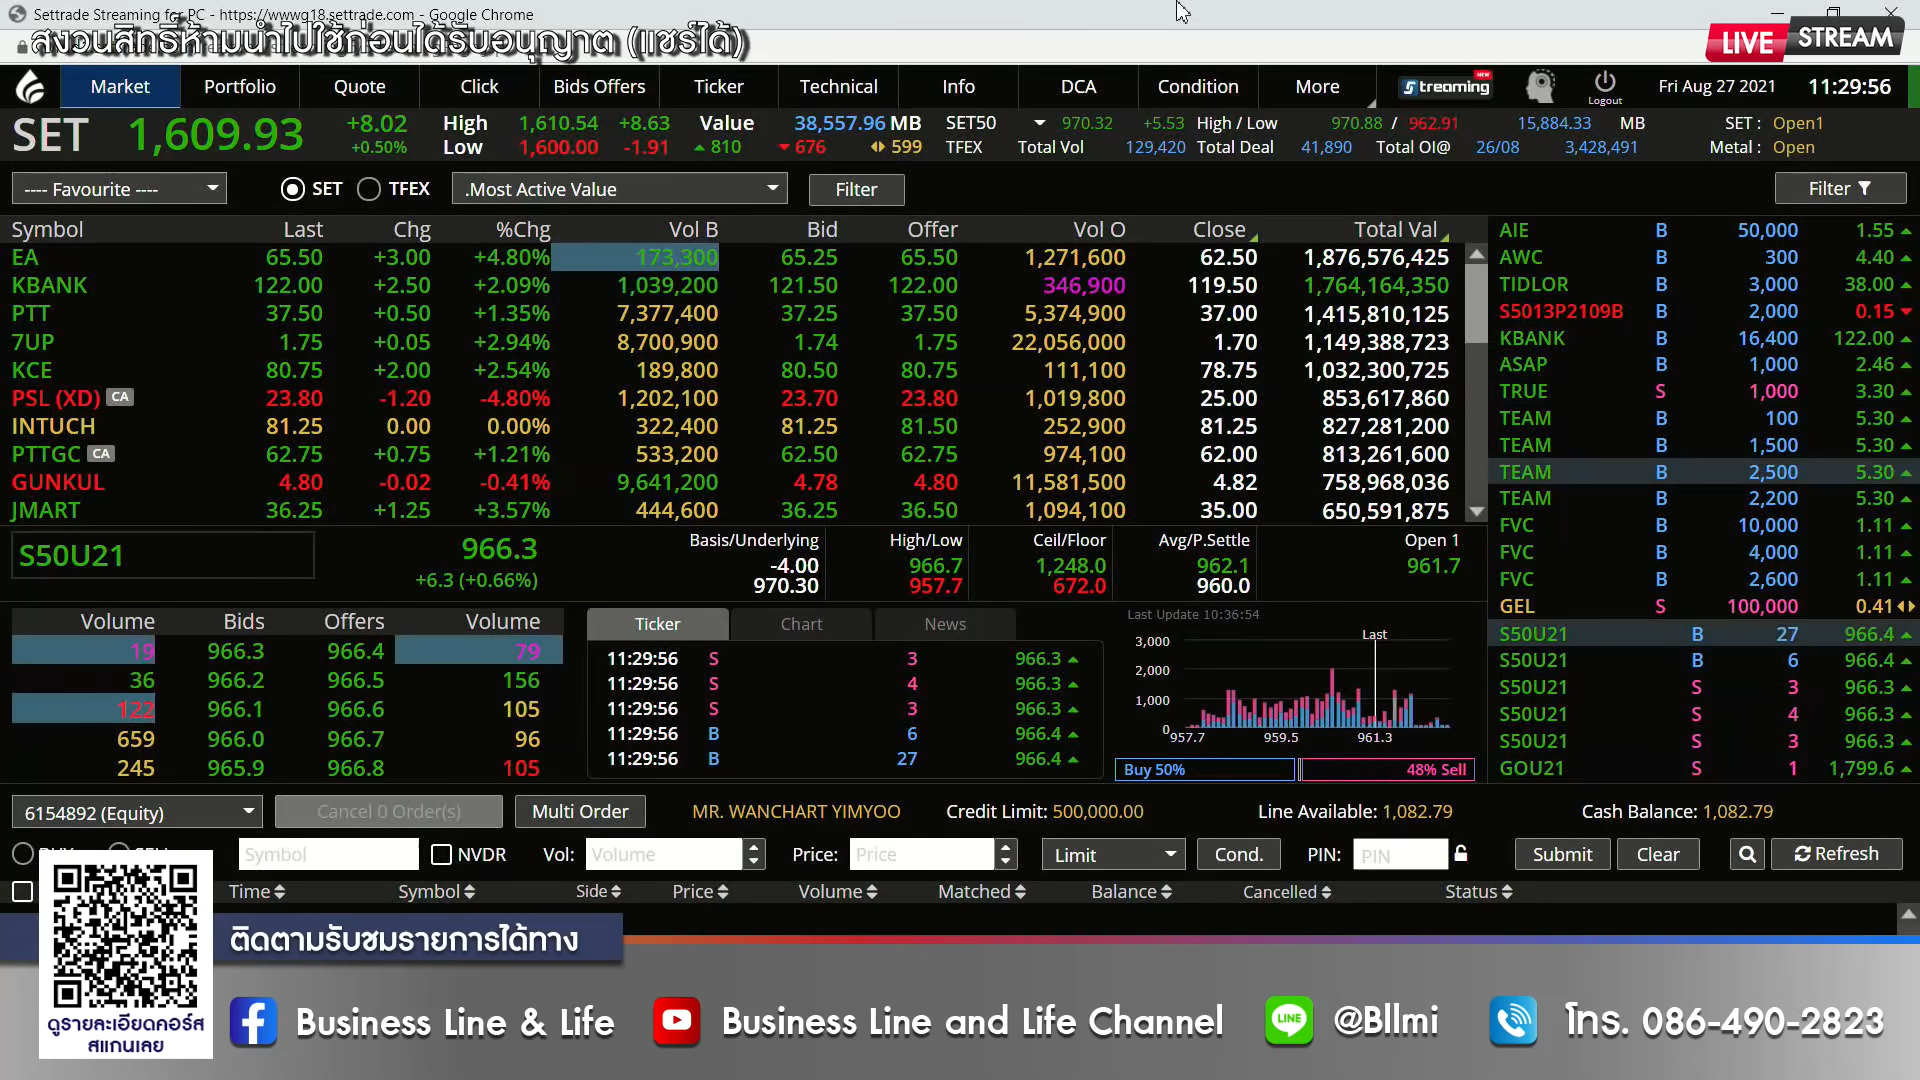 Settrade Streaming for PC - https://wwwg18.settrade.com - Google Chrome
สงวนสิทธิ์ห้ามนำไปใช้ก่อนได้รับอนุญาต (แชร์ได้)
LIVE STREAM
Market Portfolio Quote Click Bids Offers Ticker Technical Info DCA Condition More Streaming NEW Logout Fri Aug 27 2021 11:29:56
SET 1,609.93 +8.02 +0.50%
High 1,610.54 +8.63 Value 38,557.96 MB SET50 970.32 +5.53 High / Low 970.88 / 962.91 15,884.33 MB SET : Open1
Low 1,600.00 -1.91 810 676 599 TFEX Total Vol 129,420 Total Deal 41,890 Total OI@ 26/08 3,428,491 Metal : Open
---- Favourite ---- SET TFEX .Most Active Value Filter Filter
Symbol Last Chg %Chg Vol B Bid Offer Vol O Close Total Val
EA 65.50 +3.00 +4.80% 173,300 65.25 65.50 1,271,600 62.50 1,876,576,425
KBANK 122.00 +2.50 +2.09% 1,039,200 121.50 122.00 346,900 119.50 1,764,164,350
PTT 37.50 +0.50 +1.35% 7,377,400 37.25 37.50 5,374,900 37.00 1,415,810,125
7UP 1.75 +0.05 +2.94% 8,700,900 1.74 1.75 22,056,000 1.70 1,149,388,723
KCE 80.75 +2.00 +2.54% 189,800 80.50 80.75 111,100 78.75 1,032,300,725
PSL (XD) CA 23.80 -1.20 -4.80% 1,202,100 23.70 23.80 1,019,800 25.00 853,617,860
INTUCH 81.25 0.00 0.00% 322,400 81.25 81.50 252,900 81.25 827,281,200
PTTGC CA 62.75 +0.75 +1.21% 533,200 62.50 62.75 974,100 62.00 813,261,600
GUNKUL 4.80 -0.02 -0.41% 9,641,200 4.78 4.80 11,581,500 4.82 758,968,036
JMART 36.25 +1.25 +3.57% 444,600 36.25 36.50 1,094,100 35.00 650,591,875
AIE B 50,000 1.55
AWC B 300 4.40
TIDLOR B 3,000 38.00
S5013P2109B B 2,000 0.15
KBANK B 16,400 122.00
ASAP B 1,000 2.46
TRUE S 1,000 3.30
TEAM B 100 5.30
TEAM B 1,500 5.30
TEAM B 2,500 5.30
TEAM B 2,200 5.30
FVC B 10,000 1.11
FVC B 4,000 1.11
FVC B 2,600 1.11
GEL S 100,000 0.41
S50U21 B 27 966.4
S50U21 B 6 966.4
S50U21 S 3 966.3
S50U21 S 4 966.3
S50U21 S 3 966.3
GOU21 S 1 1,799.6
S50U21 966.3
+6.3 (+0.66%)
Basis/Underlying High/Low Ceil/Floor Avg/P.Settle Open 1
-4.00 966.7 1,248.0 962.1 961.7
970.30 957.7 672.0 960.0
Volume Bids Offers Volume
19 966.3 966.4 79
36 966.2 966.5 156
122 966.1 966.6 105
659 966.0 966.7 96
245 965.9 966.8 105
Ticker Chart News
11:29:56 S 3 966.3
11:29:56 S 4 966.3
11:29:56 S 3 966.3
11:29:56 B 6 966.4
11:29:56 B 27 966.4
Last Update 10:36:54
Last
3,000
2,000
1,000
0
957.7 959.5 961.3
Buy 50% 48% Sell
6154892 (Equity) Cancel 0 Order(s) Multi Order MR. WANCHART YIMYOO Credit Limit: 500,000.00 Line Available: 1,082.79 Cash Balance: 1,082.79
Symbol NVDR Vol: Volume Price: Price Limit Cond. PIN: PIN Submit Clear Refresh
Time Symbol Side Price Volume Matched Balance Cancelled Status
ติดตามรับชมรายการได้ทาง
ดูรายละเอียดคอร์ส
สแกนเลย
Business Line & Life Business Line and Life Channel LINE @Bllmi โทร. 086-490-2823